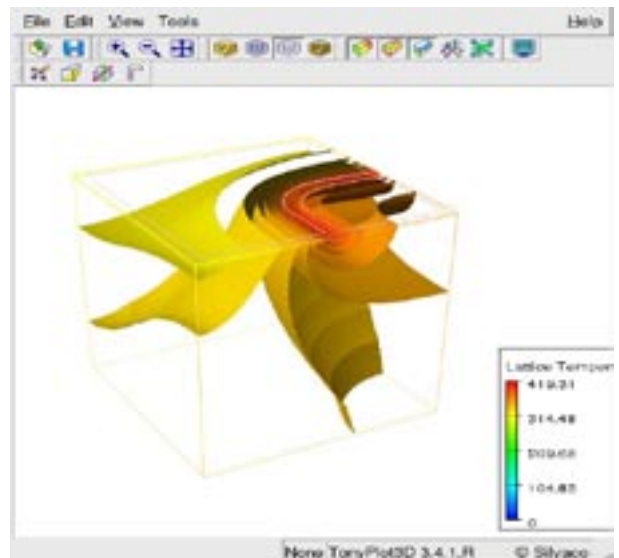 File Edit View Tools Help
Lattice Temper
419.31
314.48
209.65
104.83
0
None TonyPlot3D 3.4.1.R © Silvaco